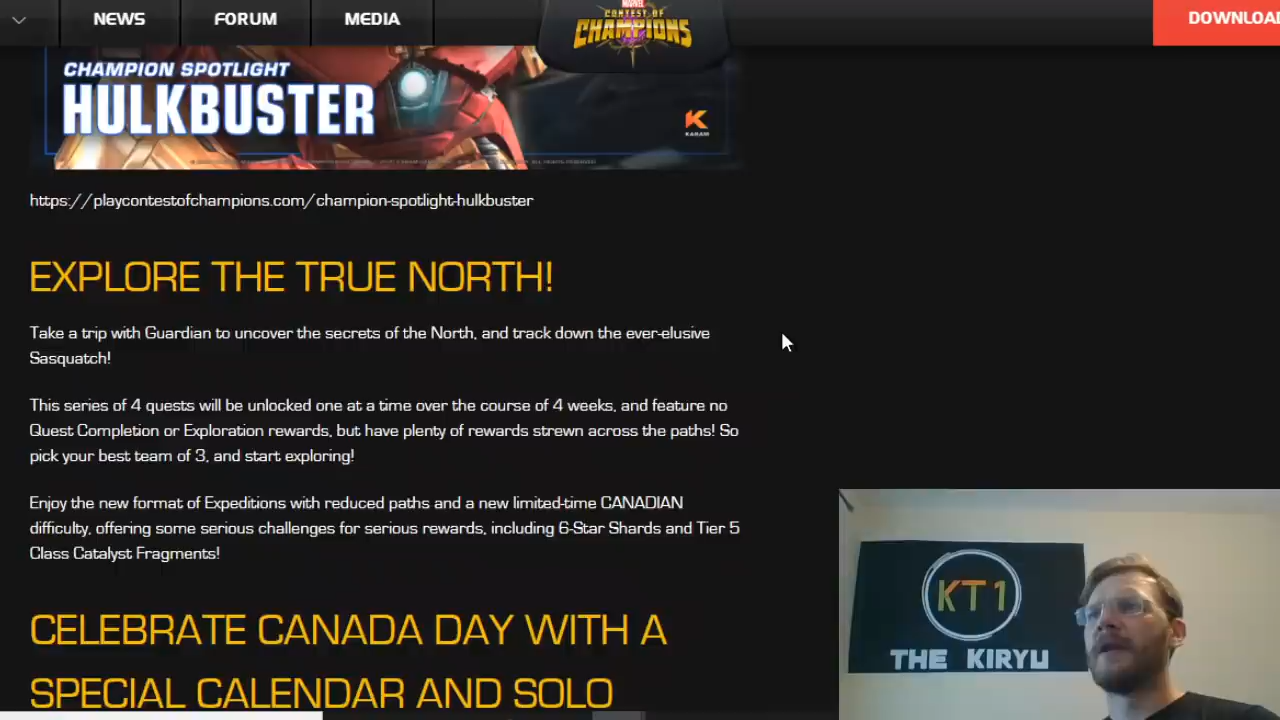 NEWS
FORUM
MEDIA
MARVEL
CONTEST OF
CHAMPIONS
DOWNLOA
CHAMPION SPOTLIGHT
HULKBUSTER
KABAM
https://playcontestofchampions.com/champion-spotlight-hulkbuster
EXPLORE THE TRUE NORTH!
Take a trip with Guardian to uncover the secrets of the North, and track down the ever-elusive
Sasquatch!
This series of 4 quests will be unlocked one at a time over the course of 4 weeks, and feature no
Quest Completion or Exploration rewards, but have plenty of rewards strewn across the paths! So
pick your best team of 3, and start exploring!
Enjoy the new format of Expeditions with reduced paths and a new limited-time CANADIAN
difficulty, offering some serious challenges for serious rewards, including 6-Star Shards and Tier 5
Class Catalyst Fragments!
CELEBRATE CANADA DAY WITH A
SPECIAL CALENDAR AND SOLO
KT1
THE KIRYU